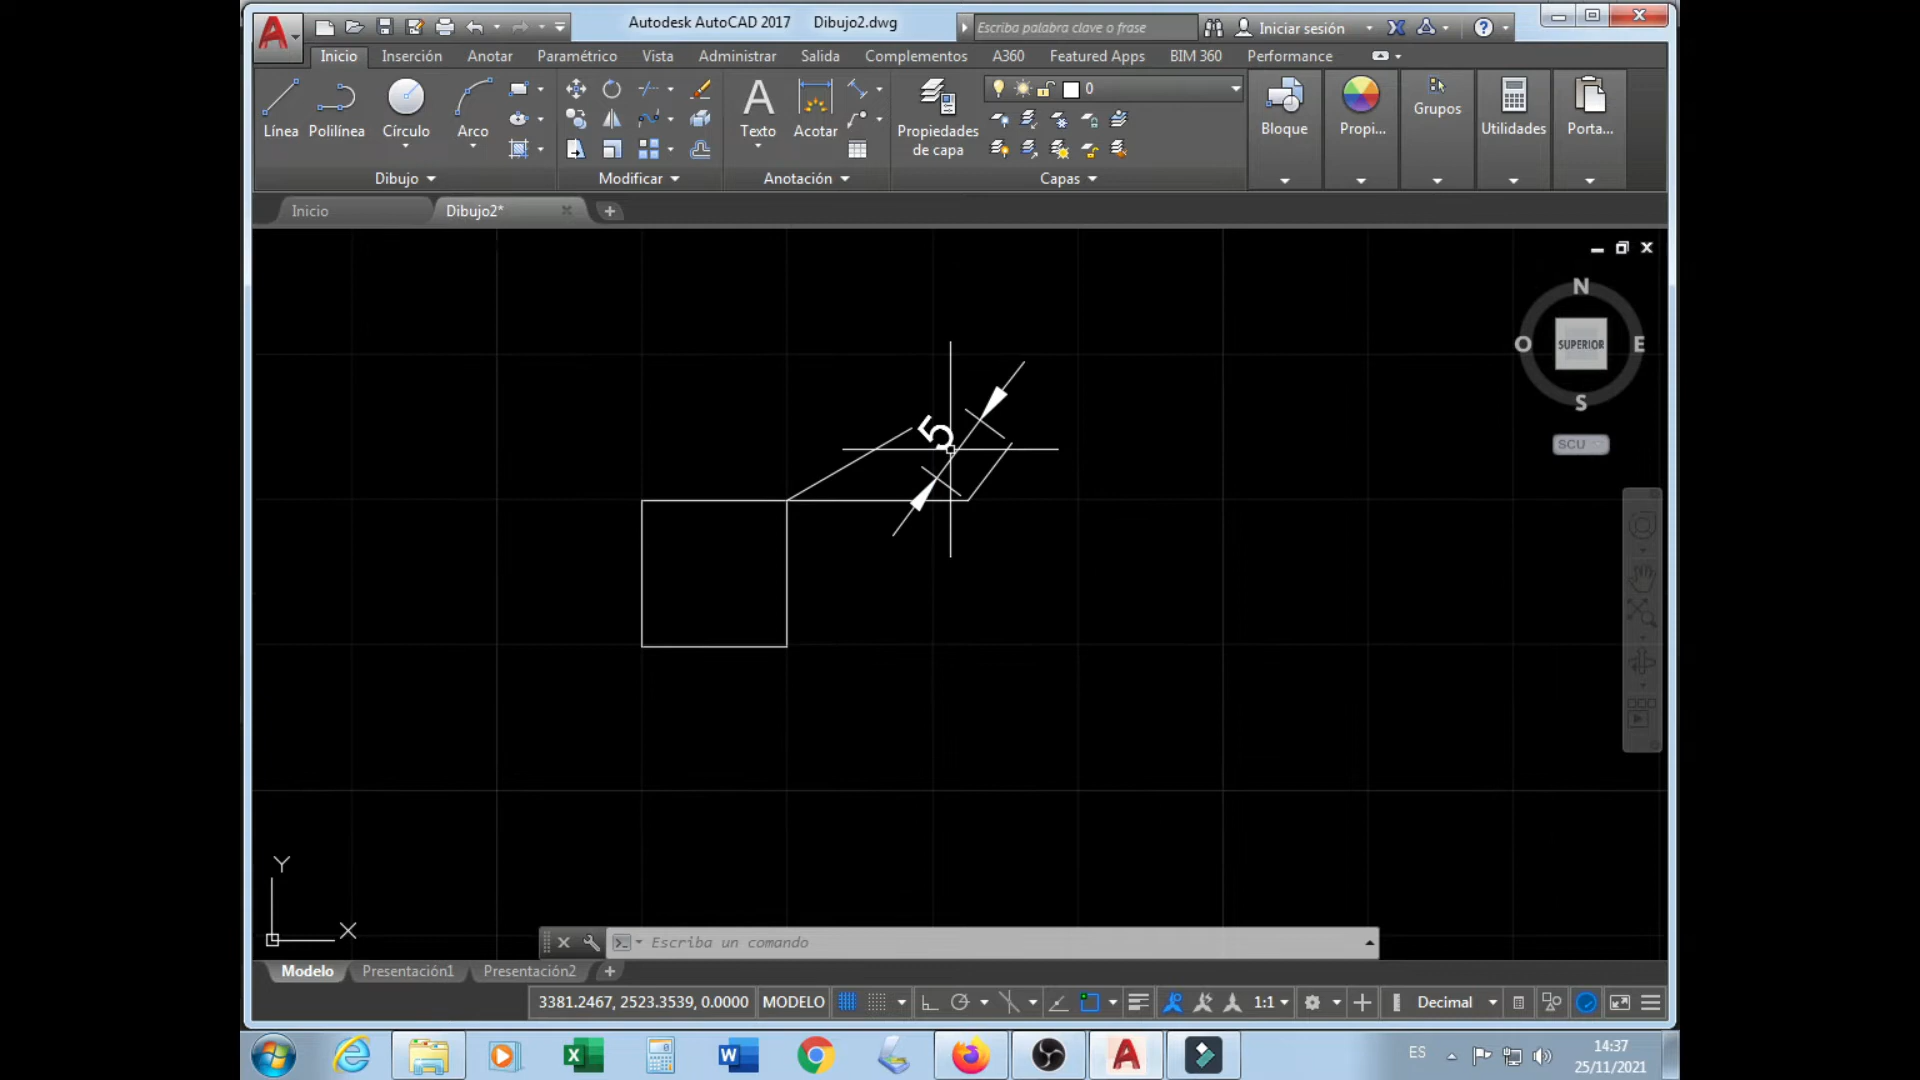 Autodesk AutoCAD 2017 Dibujo2.dwg
Escriba palabra clave o frase
Iniciar sesión
?
Inicio Inserción Anotar Paramétrico Vista Complementos Administrar Salida A360 Featured Apps BIM 360 Performance
Línea Polilínea Círculo Arco
A
Texto Acotar
Propiedades
de capa
0
Bloque Propi... Grupos Utilidades Porta...
Dibujo Modificar Anotación Capas
Inicio Dibujo2* +
N
O SUPERIOR E
S
SCU
5
Y
X
Escriba un comando
Modelo Presentación1 Presentación2 +
3381.2467, 2523.3539, 0.0000 MODELO 1:1 Decimal
ES
14:37
25/11/2021